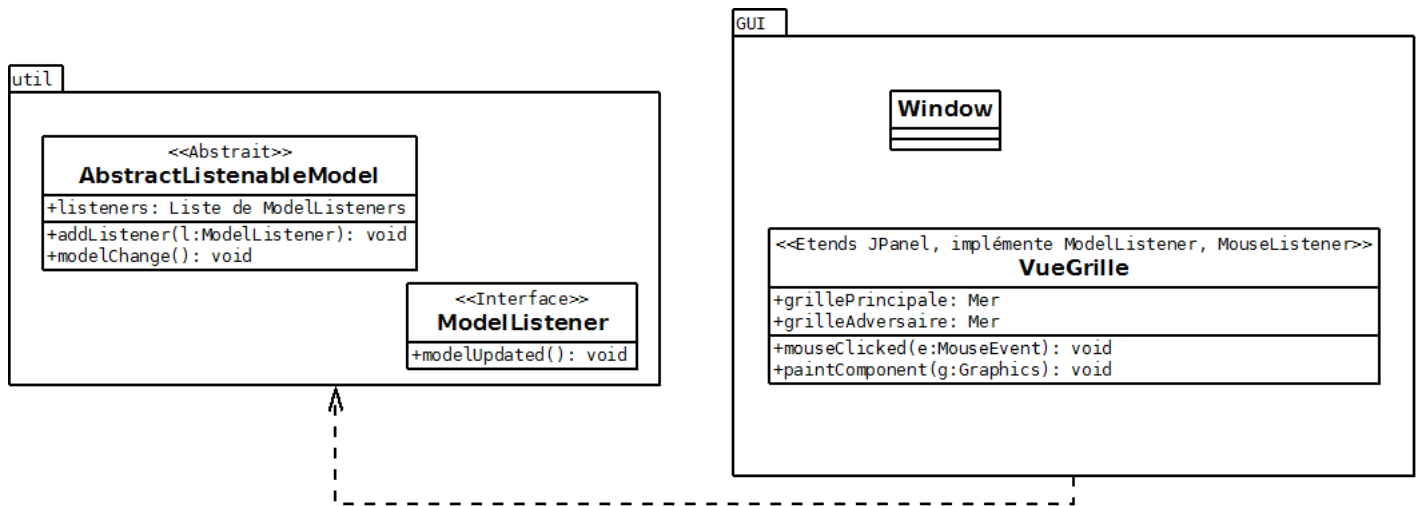 util
<<Abstrait>>
AbstractListenableModel
+listeners: Liste de ModelListeners
+addListener(l:ModelListener): void
+modelChange(): void
<<Interface>>
ModelListener
+modelUpdated(): void
GUI
Window
<<Etends JPanel, implémente ModelListener, MouseListener>>
VueGrille
+grillePrincipale: Mer
+grilleAdversaire: Mer
+mouseClicked(e:MouseEvent): void
+paintComponent(g:Graphics): void